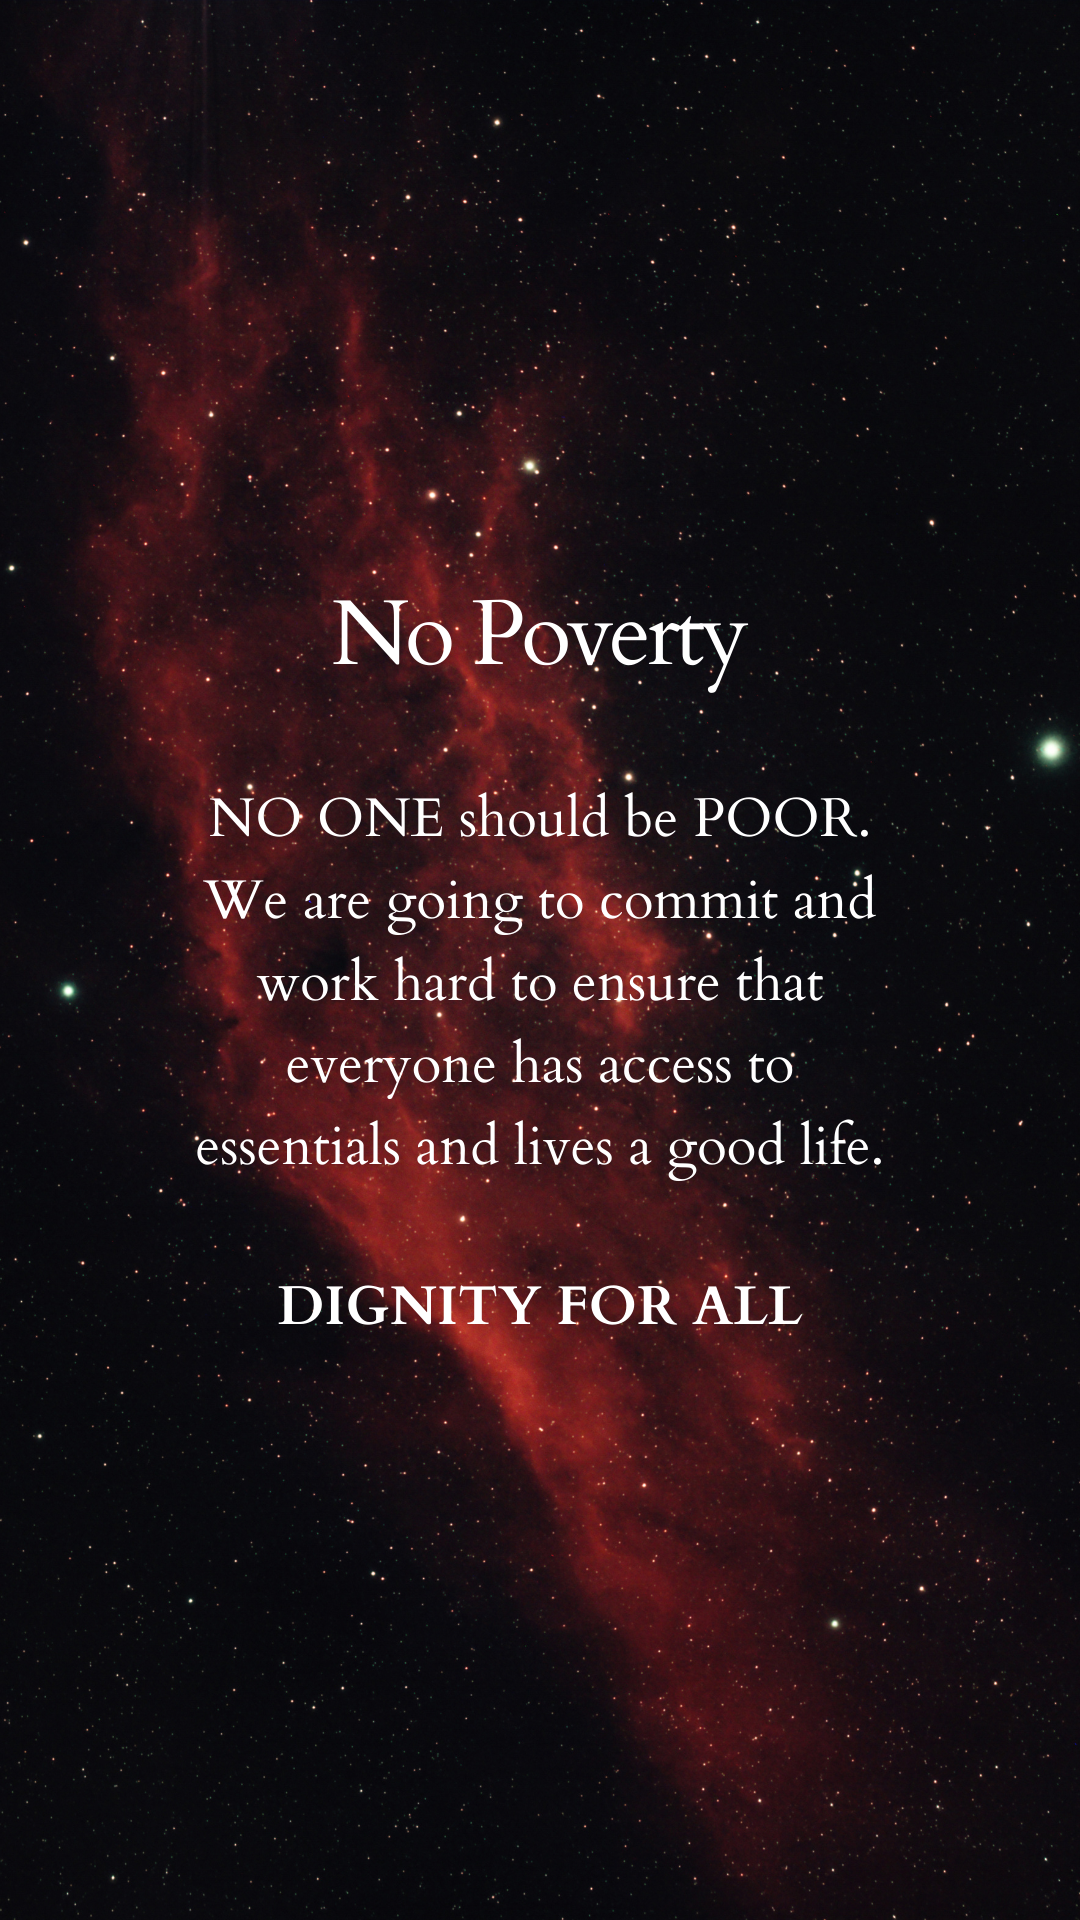 No Poverty
NO ONE should be POOR.
We are going to commit and
work hard to ensure that
everyone has access to
essentials and lives a good life.
DIGNITY FOR ALL